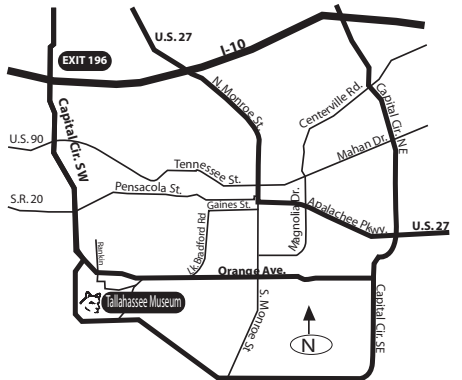 U.S. 27
I-10
EXIT 196
N. Monroe St.
Centerville Rd.
Capital Cir. NE
Capital Cir. SW
U.S. 90
Mahan Dr.
Tennessee St.
Pensacola St.
S.R. 20
Gaines St.
Magnolia Dr.
Apalachee Pkwy.
U.S. 27
Lk Bradford Rd
Rankin
Orange Ave.
Tallahassee Museum
S. Monroe St
Capital Cir. SE
N